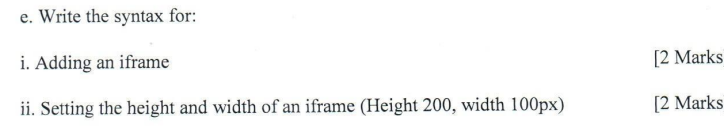 e. Write the syntax for:
i. Adding an iframe [2 Marks
ii. Setting the height and width of an iframe (Height 200, width 100px) [2 Marks